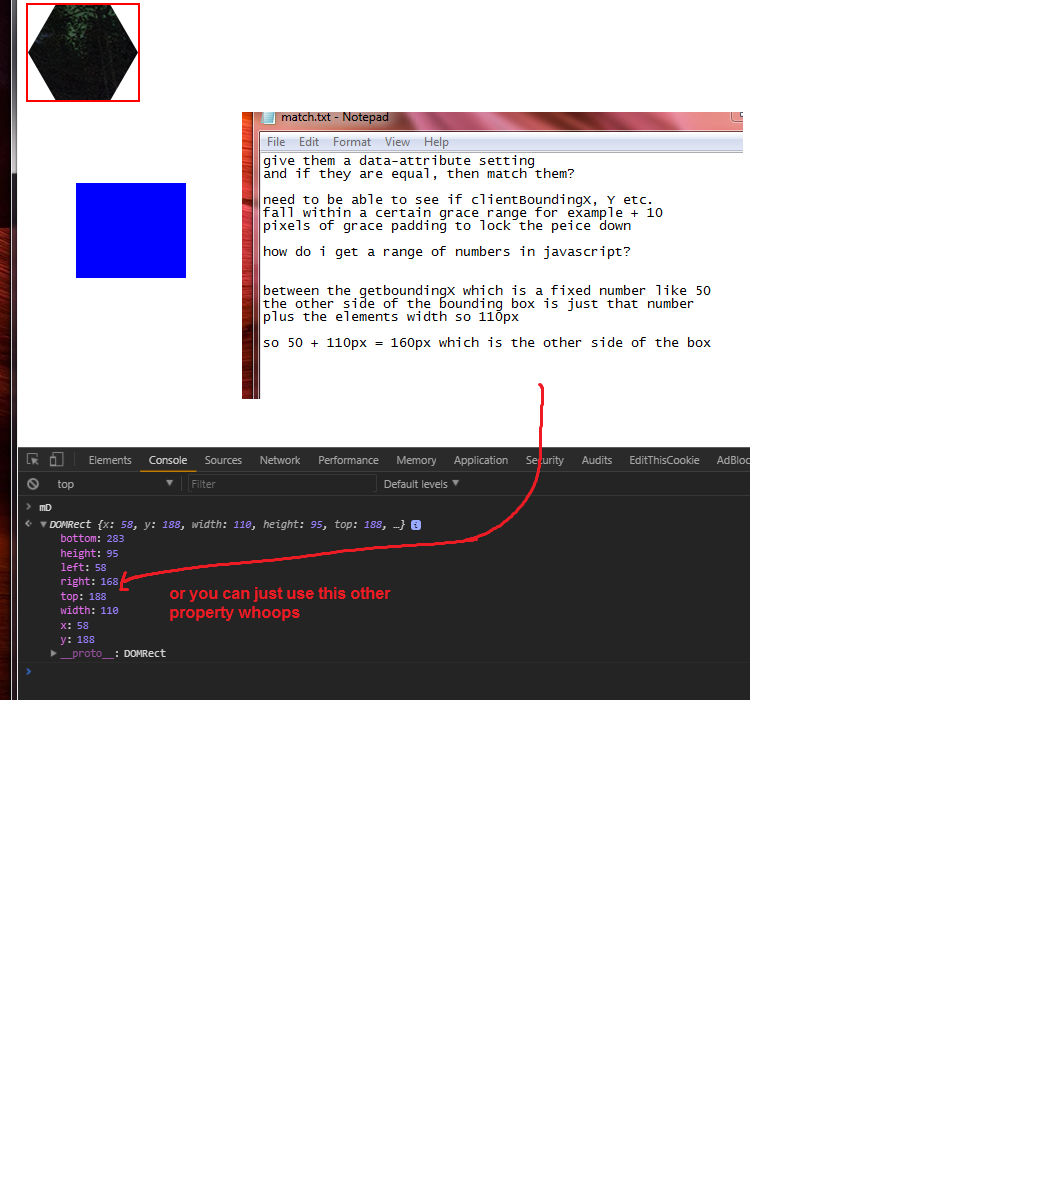 match.txt - Notepad
File Edit Format View Help
give them a data-attribute setting
and if they are equal, then match them?
need to be able to see if clientBoundingX, Y etc.
fall within a certain grace range for example + 10
pixels of grace padding to lock the peice down
how do i get a range of numbers in javascript?
between the getboundingX which is a fixed number like 50
the other side of the bounding box is just that number
plus the elements width so 110px
so 50 + 110px = 160px which is the other side of the box
Elements Console Sources Network Performance Memory Application Security Audits EditThisCookie AdBloc
top Filter Default levels
mD
DOMRect {x: 58, y: 188, width: 110, height: 95, top: 188, …}
bottom: 283
height: 95
left: 58
right: 168
top: 188
width: 110
x: 58
y: 188
__proto__: DOMRect
or you can just use this other
property whoops